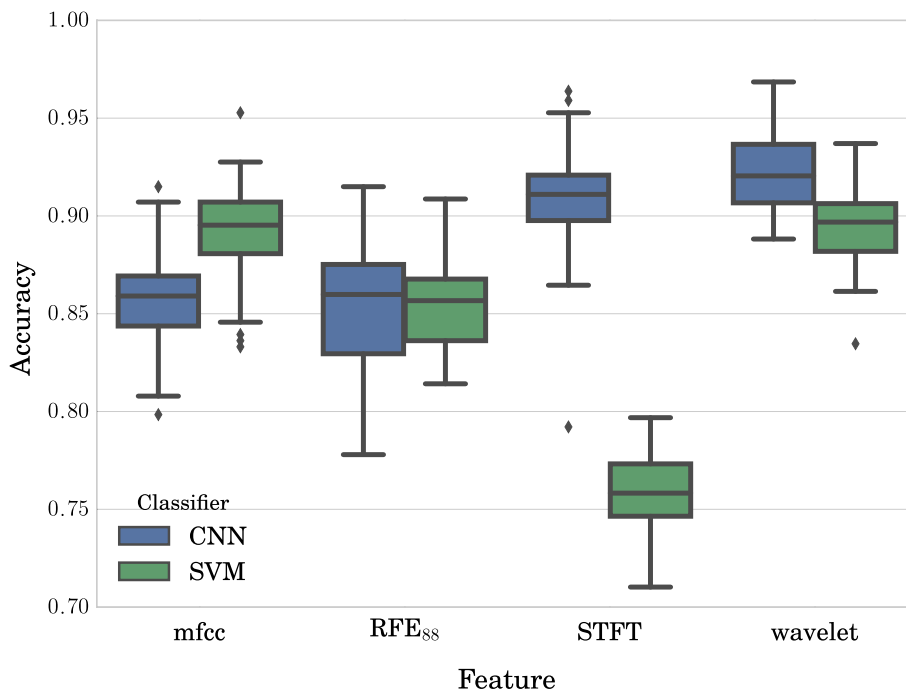 1.00
0.95
0.90
0.85
0.80
0.75
0.70
Accuracy
Classifier
CNN
SVM
mfcc RFE₈₈ STFT wavelet
Feature